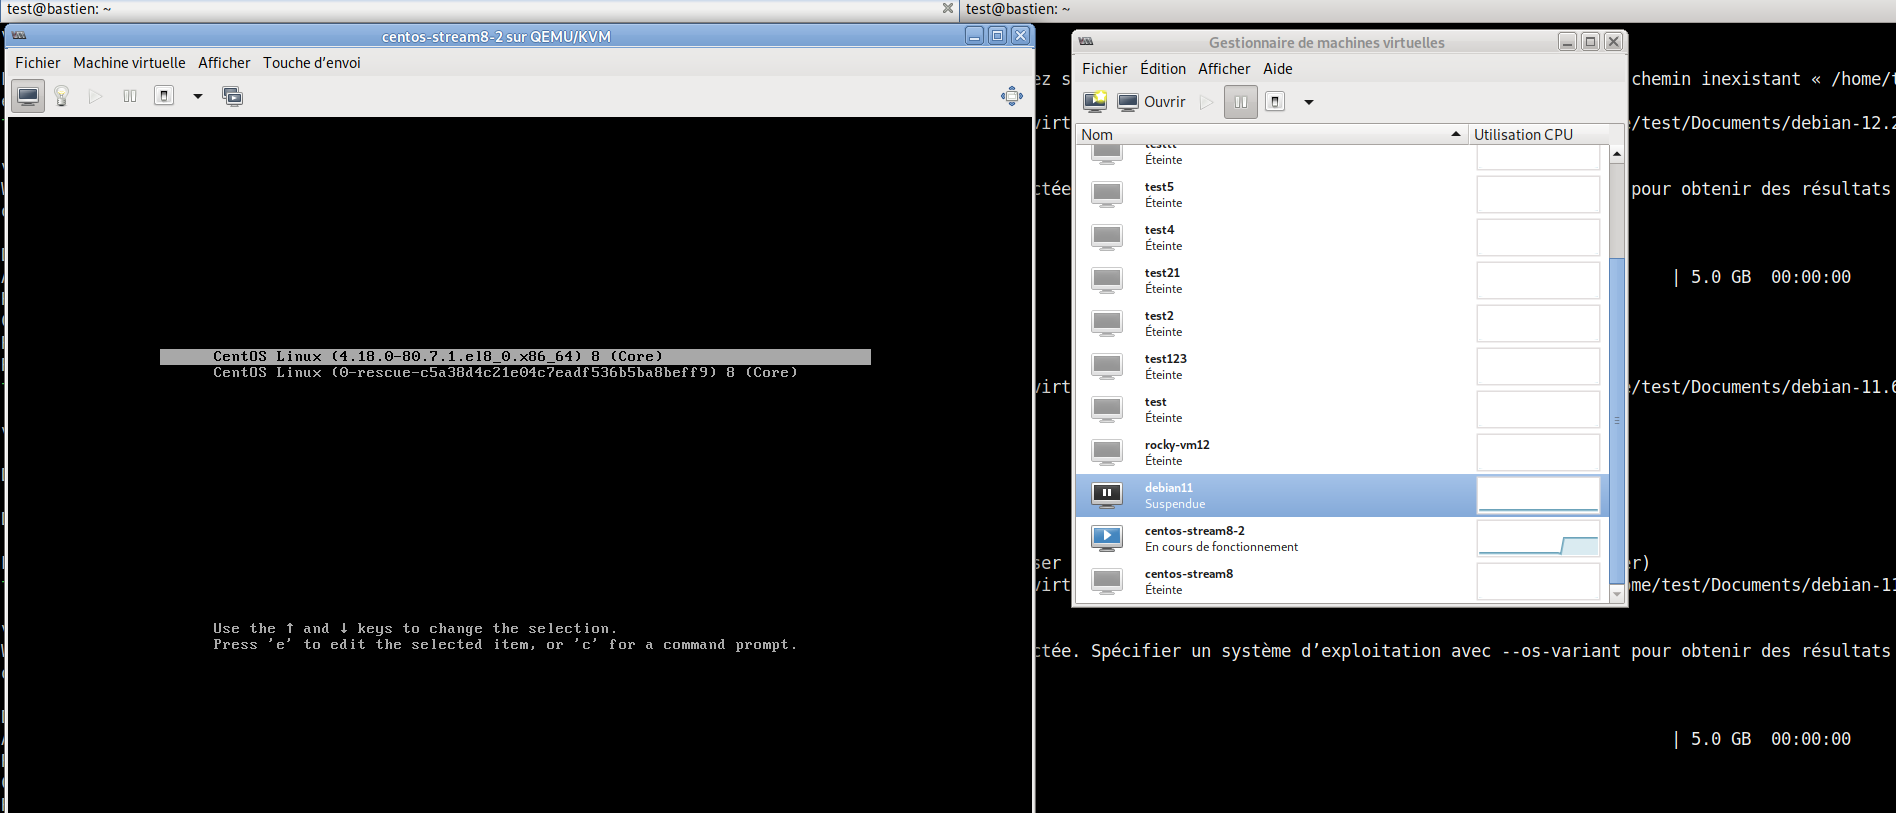 test@bastien: ~
test@bastien: ~
centos-stream8-2 sur QEMU/KVM
Fichier Machine virtuelle Afficher Touche d’envoi
CentOS Linux (4.18.0-80.7.1.el8_0.x86_64) 8 (Core)
CentOS Linux (0-rescue-c5a38d4c21e04c7eadf536b5ba8beff9) 8 (Core)
Use the ↑ and ↓ keys to change the selection.
Press 'e' to edit the selected item, or 'c' for a command prompt.
Gestionnaire de machines virtuelles
Fichier Édition Afficher Aide
Ouvrir
Nom Utilisation CPU
Éteinte
test5
Éteinte
test4
Éteinte
test21
Éteinte
test2
Éteinte
test123
Éteinte
test
Éteinte
rocky-vm12
Éteinte
debian11
Suspendue
centos-stream8-2
En cours de fonctionnement
centos-stream8
Éteinte
ez s chemin inexistant « /home/t
virt e/test/Documents/debian-12.2
ctée pour obtenir des résultats
| 5.0 GB 00:00:00
virt e/test/Documents/debian-11.6
ser er)
virt ome/test/Documents/debian-11
ctée. Spécifier un système d’exploitation avec --os-variant pour obtenir des résultats
| 5.0 GB 00:00:00